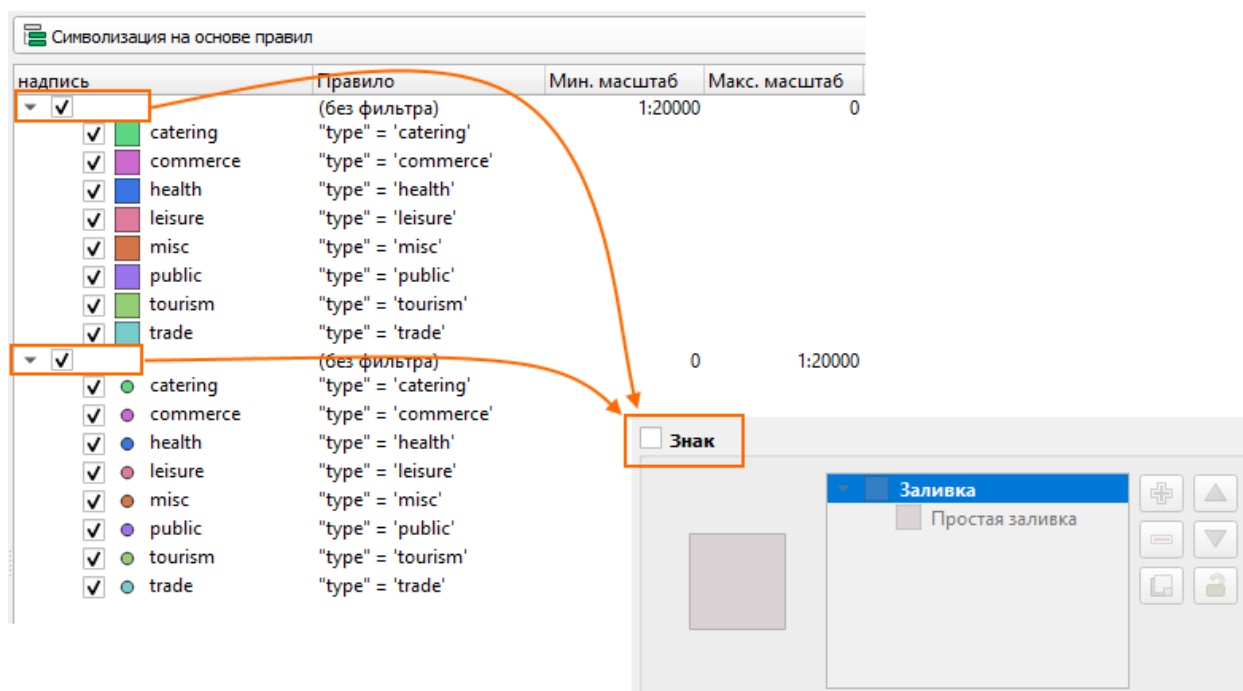 Символизация на основе правил
надпись Правило Мин. масштаб Макс. масштаб
(без фильтра) 1:20000 0
catering "type" = 'catering'
commerce "type" = 'commerce'
health "type" = 'health'
leisure "type" = 'leisure'
misc "type" = 'misc'
public "type" = 'public'
tourism "type" = 'tourism'
trade "type" = 'trade'
(без фильтра) 0 1:20000
catering "type" = 'catering'
commerce "type" = 'commerce'
health "type" = 'health'
leisure "type" = 'leisure'
misc "type" = 'misc'
public "type" = 'public'
tourism "type" = 'tourism'
trade "type" = 'trade'
Знак
Заливка
Простая заливка